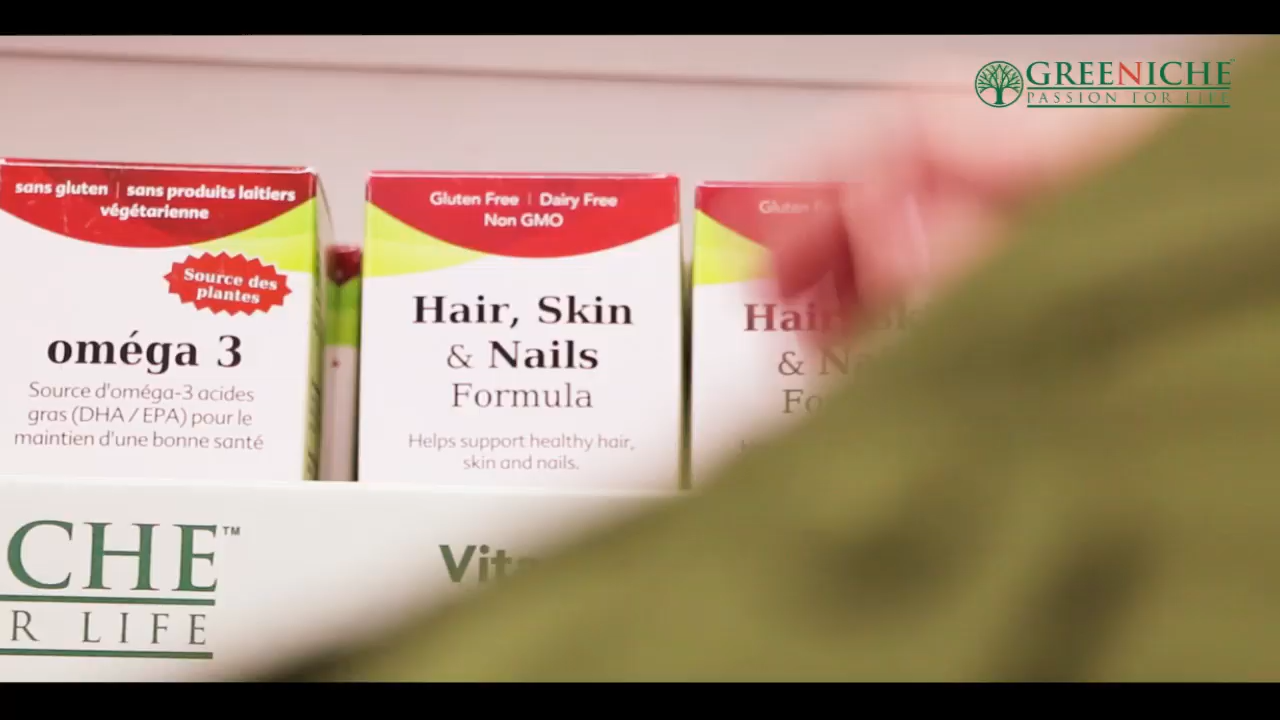 GREENICHE
PASSION FOR LIFE
sans gluten | sans produits laitiers
végétarienne
Source des
plantes
oméga 3
Source d'oméga-3 acides
gras (DHA / EPA) pour le
maintien d'une bonne santé
Gluten Free | Dairy Free
Non GMO
Hair, Skin
& Nails
Formula
Helps support healthy hair,
skin and nails.
Gluten
Hair,
&
CHE™
R LIFE